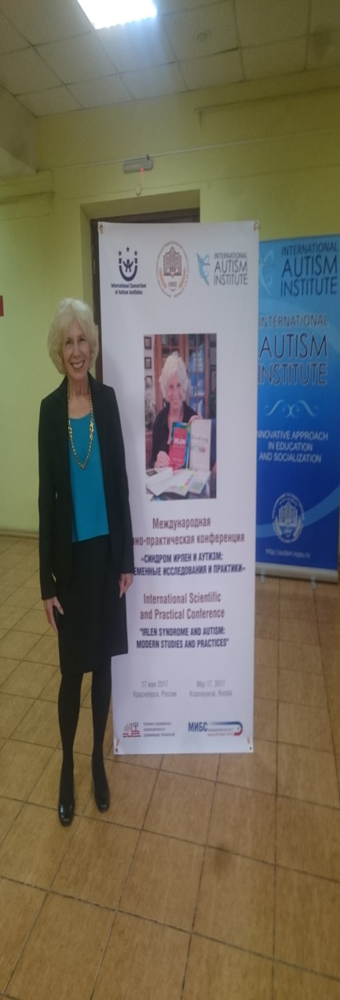 International Consortium
of Autism Institutes
1932
INTERNATIONAL
AUTISM
INSTITUTE
IRLEN
Международная
но-практическая конференция
«СИНДРОМ ИРЛЕН И АУТИЗМ:
ЕМЕННЫЕ ИССЛЕДОВАНИЯ И ПРАКТИКИ»
International Scientific
and Practical Conference
"IRLEN SYNDROME AND AUTISM:
MODERN STUDIES AND PRACTICES"
17 мая 2017
Красноярск, Россия
May 17, 2017
Krasnoyarsk, Russia
МИБС
INTERNATIONAL
AUTISM
INSTITUTE
INTERNATIONAL
AUTISM
INSTITUTE
INNOVATIVE APPROACH
IN EDUCATION
AND SOCIALIZATION
http://autism.kspu.ru